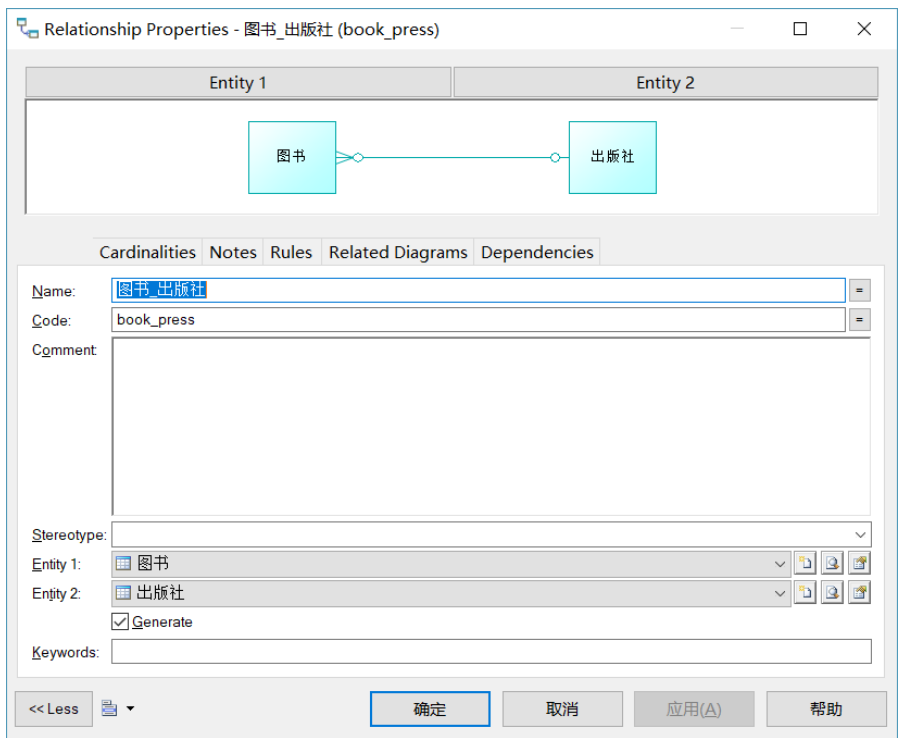 Relationship Properties - 图书_出版社 (book_press)
Entity 1 Entity 2
图书 出版社
Cardinalities Notes Rules Related Diagrams Dependencies
Name: 图书_出版社 =
Code: book_press =
Comment
Stereotype:
Entity 1: 图书
Entity 2: 出版社
Generate
Keywords:
<< Less 确定 取消 应用(A) 帮助